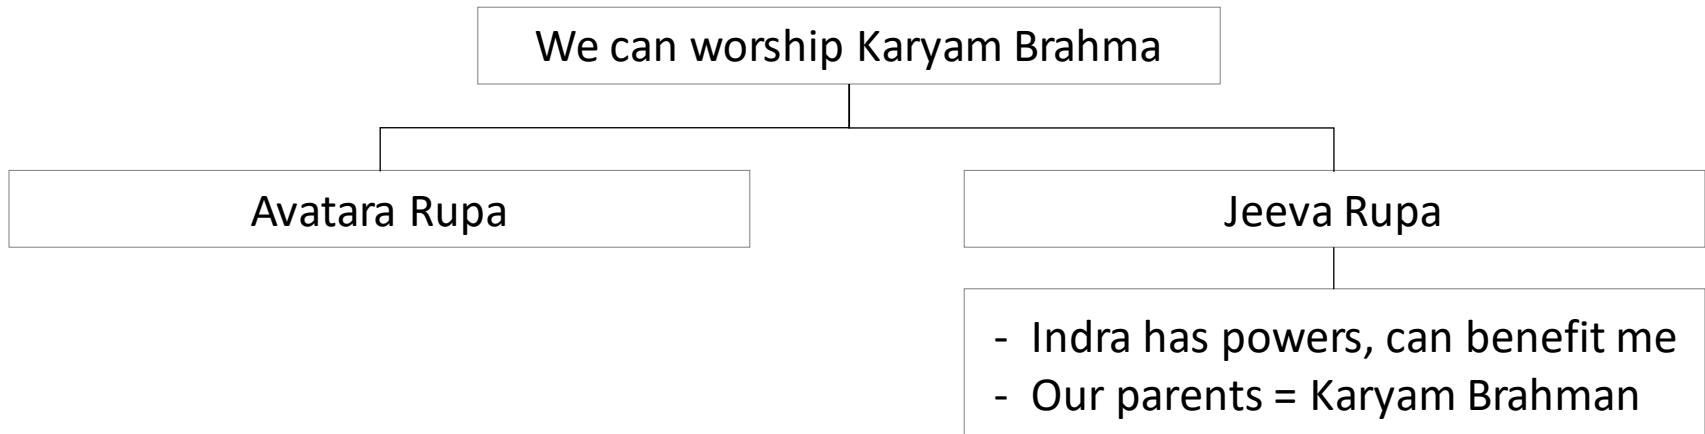 We can worship Karyam Brahma
Avatara Rupa
Jeeva Rupa
- Indra has powers, can benefit me
- Our parents = Karyam Brahman